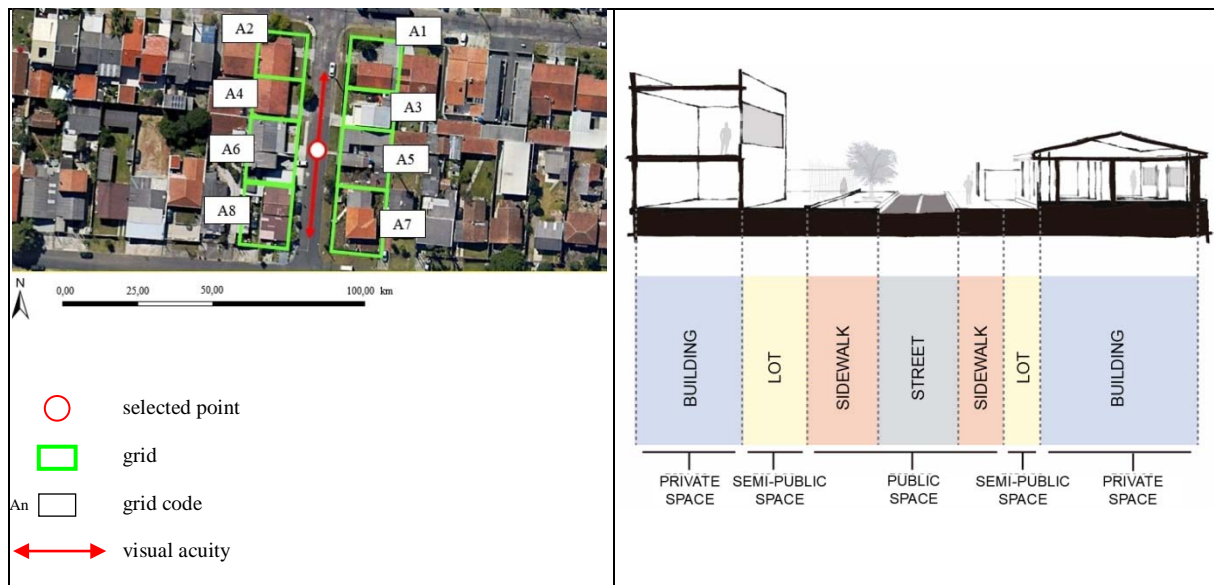 A2
A1
A4
A3
A6
A5
A8
A7
N
0,00 25,00 50,00 100,00 km
selected point
grid
An grid code
visual acuity
BUILDING
LOT
SIDEWALK
STREET
SIDEWALK
LOT
BUILDING
PRIVATE SPACE
SEMI-PUBLIC SPACE
PUBLIC SPACE
SEMI-PUBLIC SPACE
PRIVATE SPACE